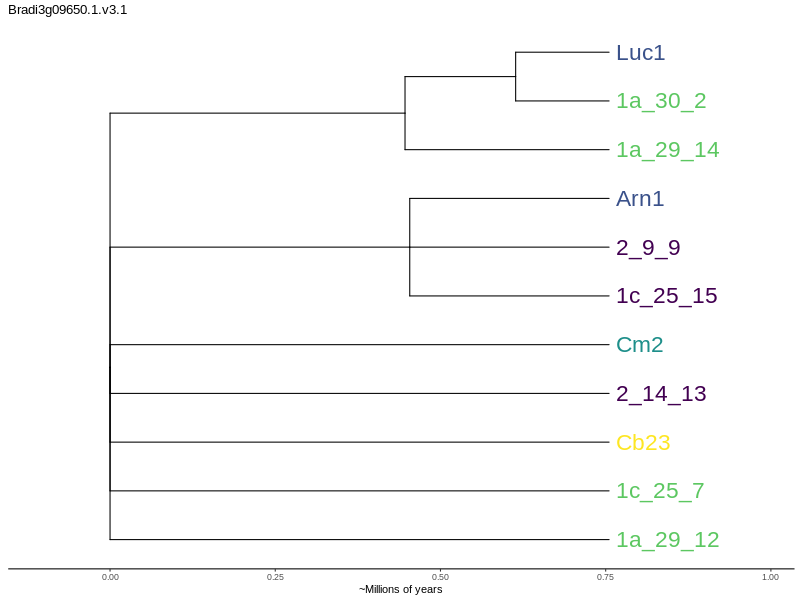 Bradi3g09650.1.v3.1
Luc1
1a_30_2
1a_29_14
Arn1
2_9_9
1c_25_15
Cm2
2_14_13
Cb23
1c_25_7
1a_29_12
0.00 0.25 0.50 0.75 1.00
~Millions of years